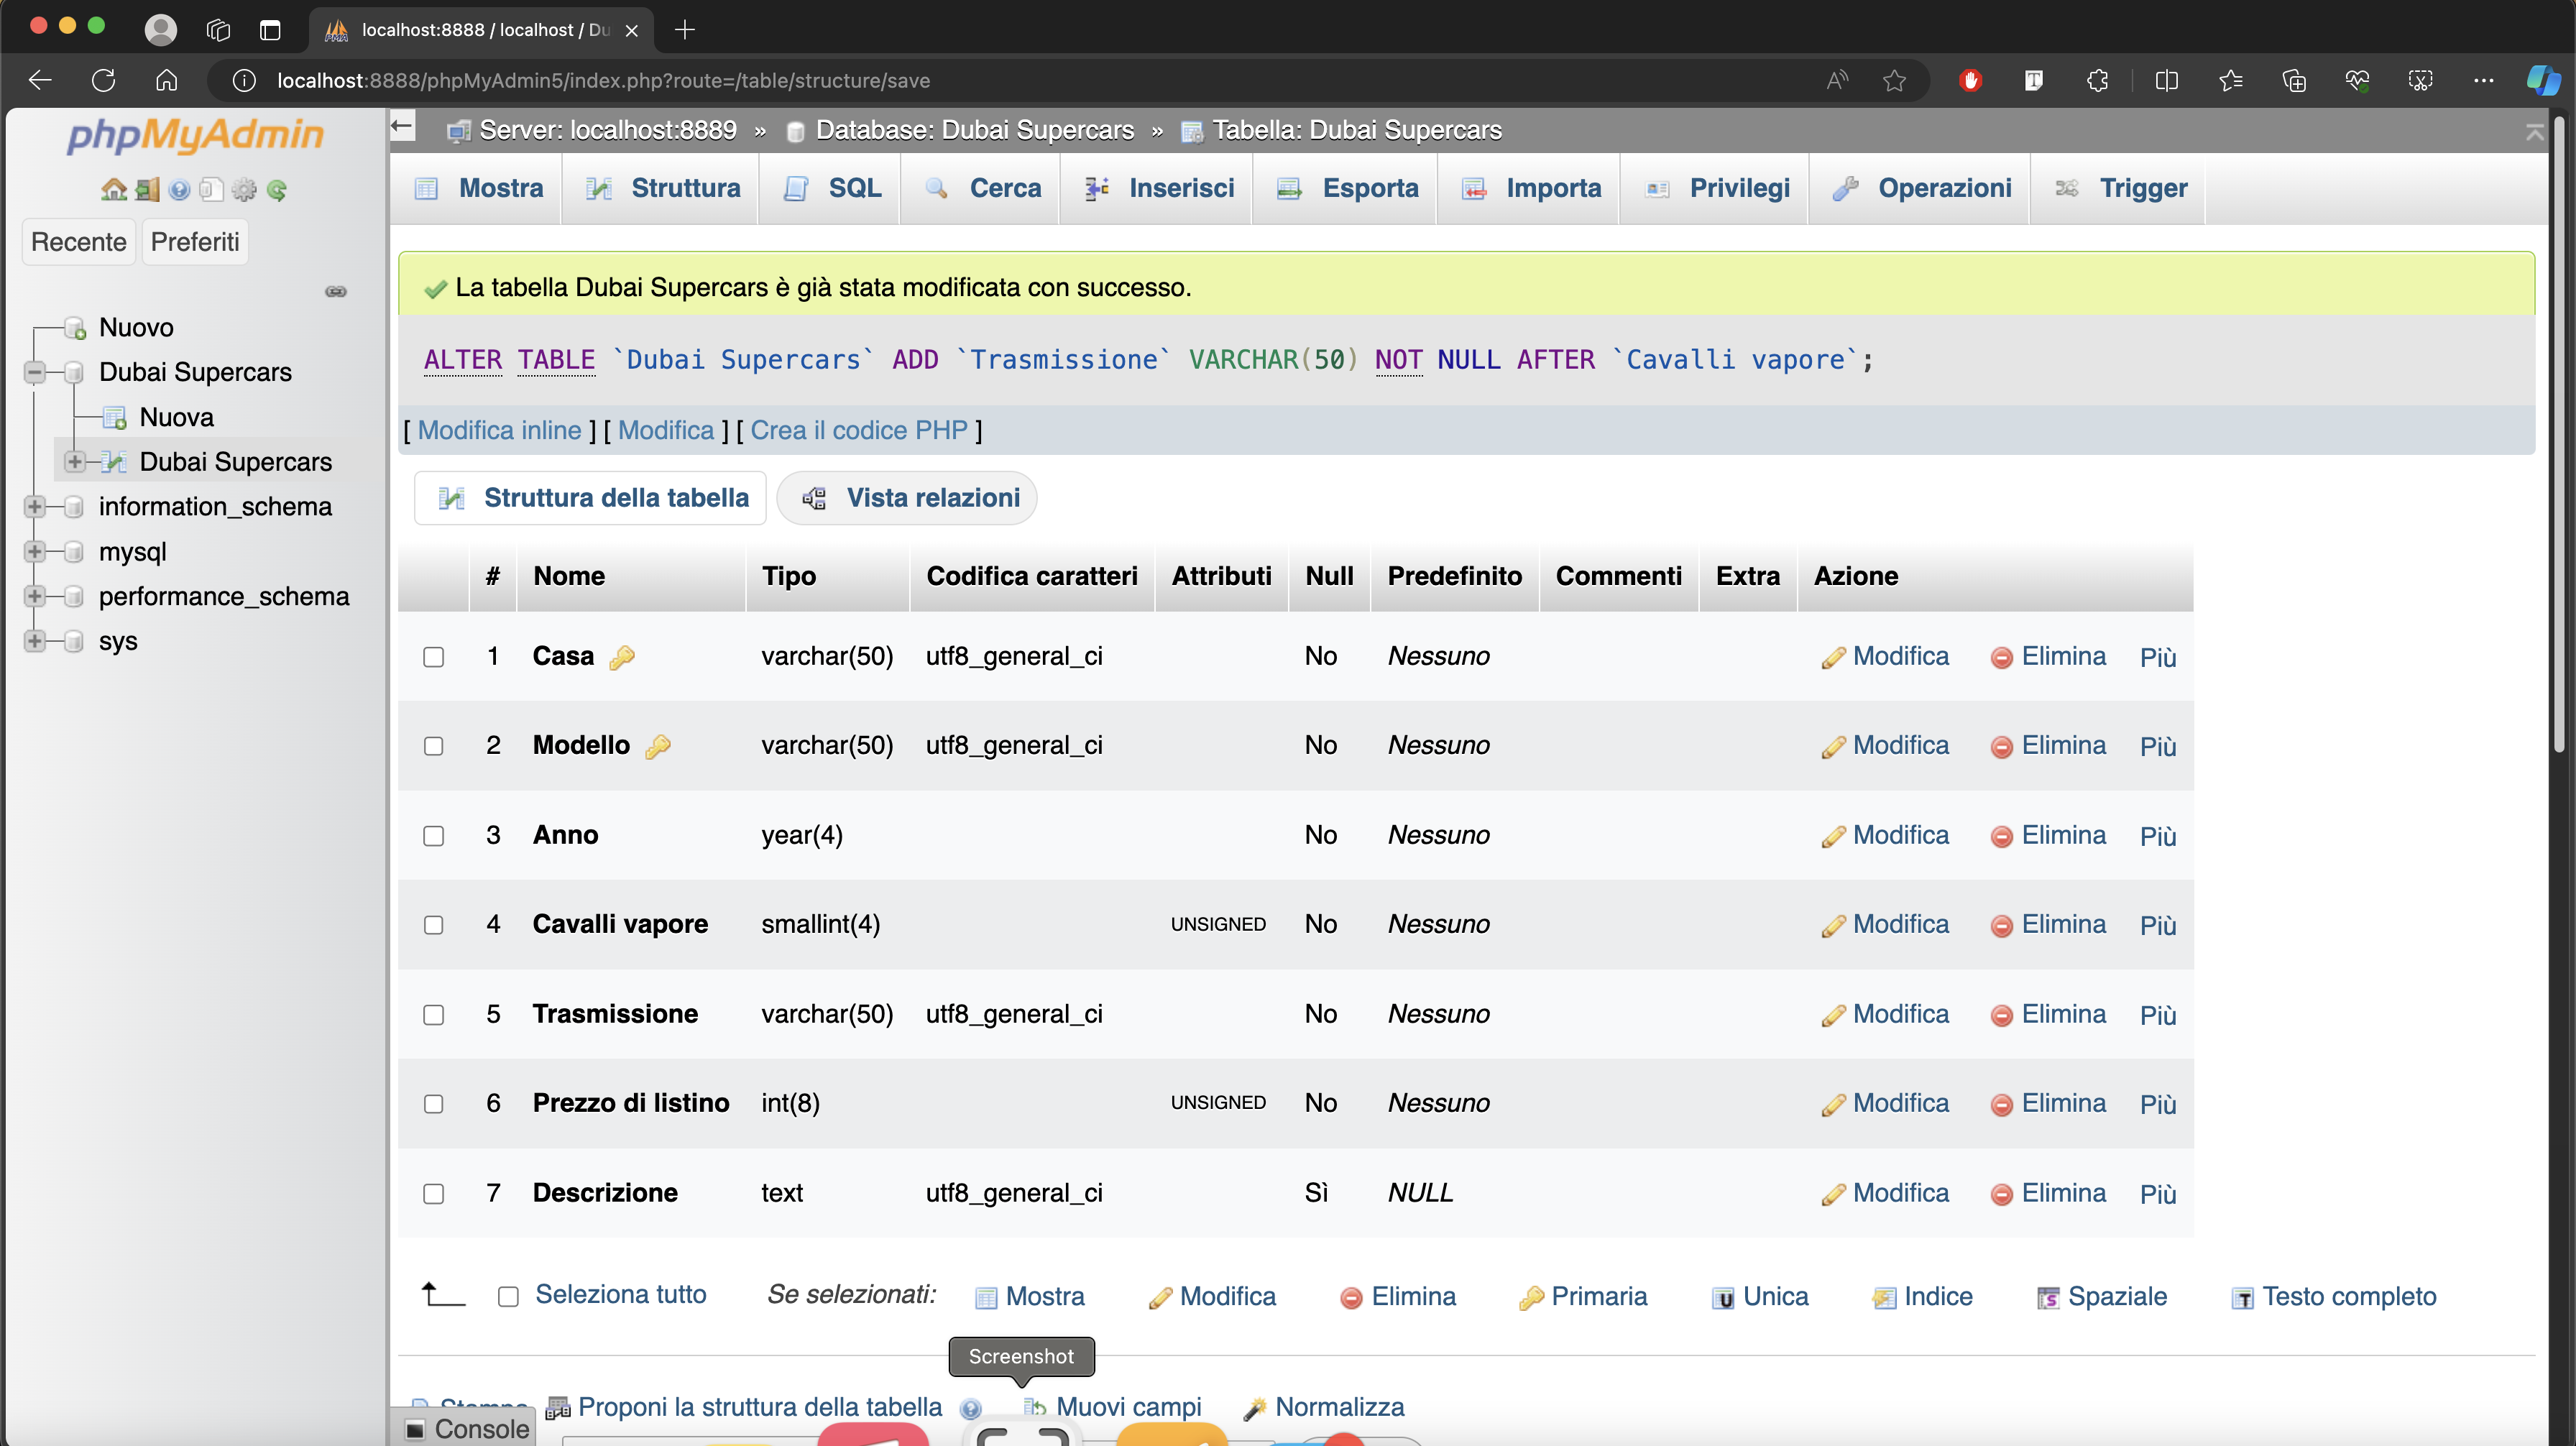 localhost:8888 / localhost / Du
localhost:8888/phpMyAdmin5/index.php?route=/table/structure/save
phpMyAdmin
Recente Preferiti
Nuovo
Dubai Supercars
Nuova
Dubai Supercars
information_schema
mysql
performance_schema
sys
Server: localhost:8889 » Database: Dubai Supercars » Tabella: Dubai Supercars
Mostra Struttura SQL Cerca Inserisci Esporta Importa Privilegi Operazioni Trigger
La tabella Dubai Supercars è già stata modificata con successo.
ALTER TABLE `Dubai Supercars` ADD `Trasmissione` VARCHAR(50) NOT NULL AFTER `Cavalli vapore`;
[ Modifica inline ] [ Modifica ] [ Crea il codice PHP ]
Struttura della tabella Vista relazioni
# Nome Tipo Codifica caratteri Attributi Null Predefinito Commenti Extra Azione
1 Casa varchar(50) utf8_general_ci No Nessuno Modifica Elimina Più
2 Modello varchar(50) utf8_general_ci No Nessuno Modifica Elimina Più
3 Anno year(4) No Nessuno Modifica Elimina Più
4 Cavalli vapore smallint(4) UNSIGNED No Nessuno Modifica Elimina Più
5 Trasmissione varchar(50) utf8_general_ci No Nessuno Modifica Elimina Più
6 Prezzo di listino int(8) UNSIGNED No Nessuno Modifica Elimina Più
7 Descrizione text utf8_general_ci Sì NULL Modifica Elimina Più
Seleziona tutto Se selezionati: Mostra Modifica Elimina Primaria Unica Indice Spaziale Testo completo
Screenshot
Proponi la struttura della tabella Muovi campi Normalizza
Console